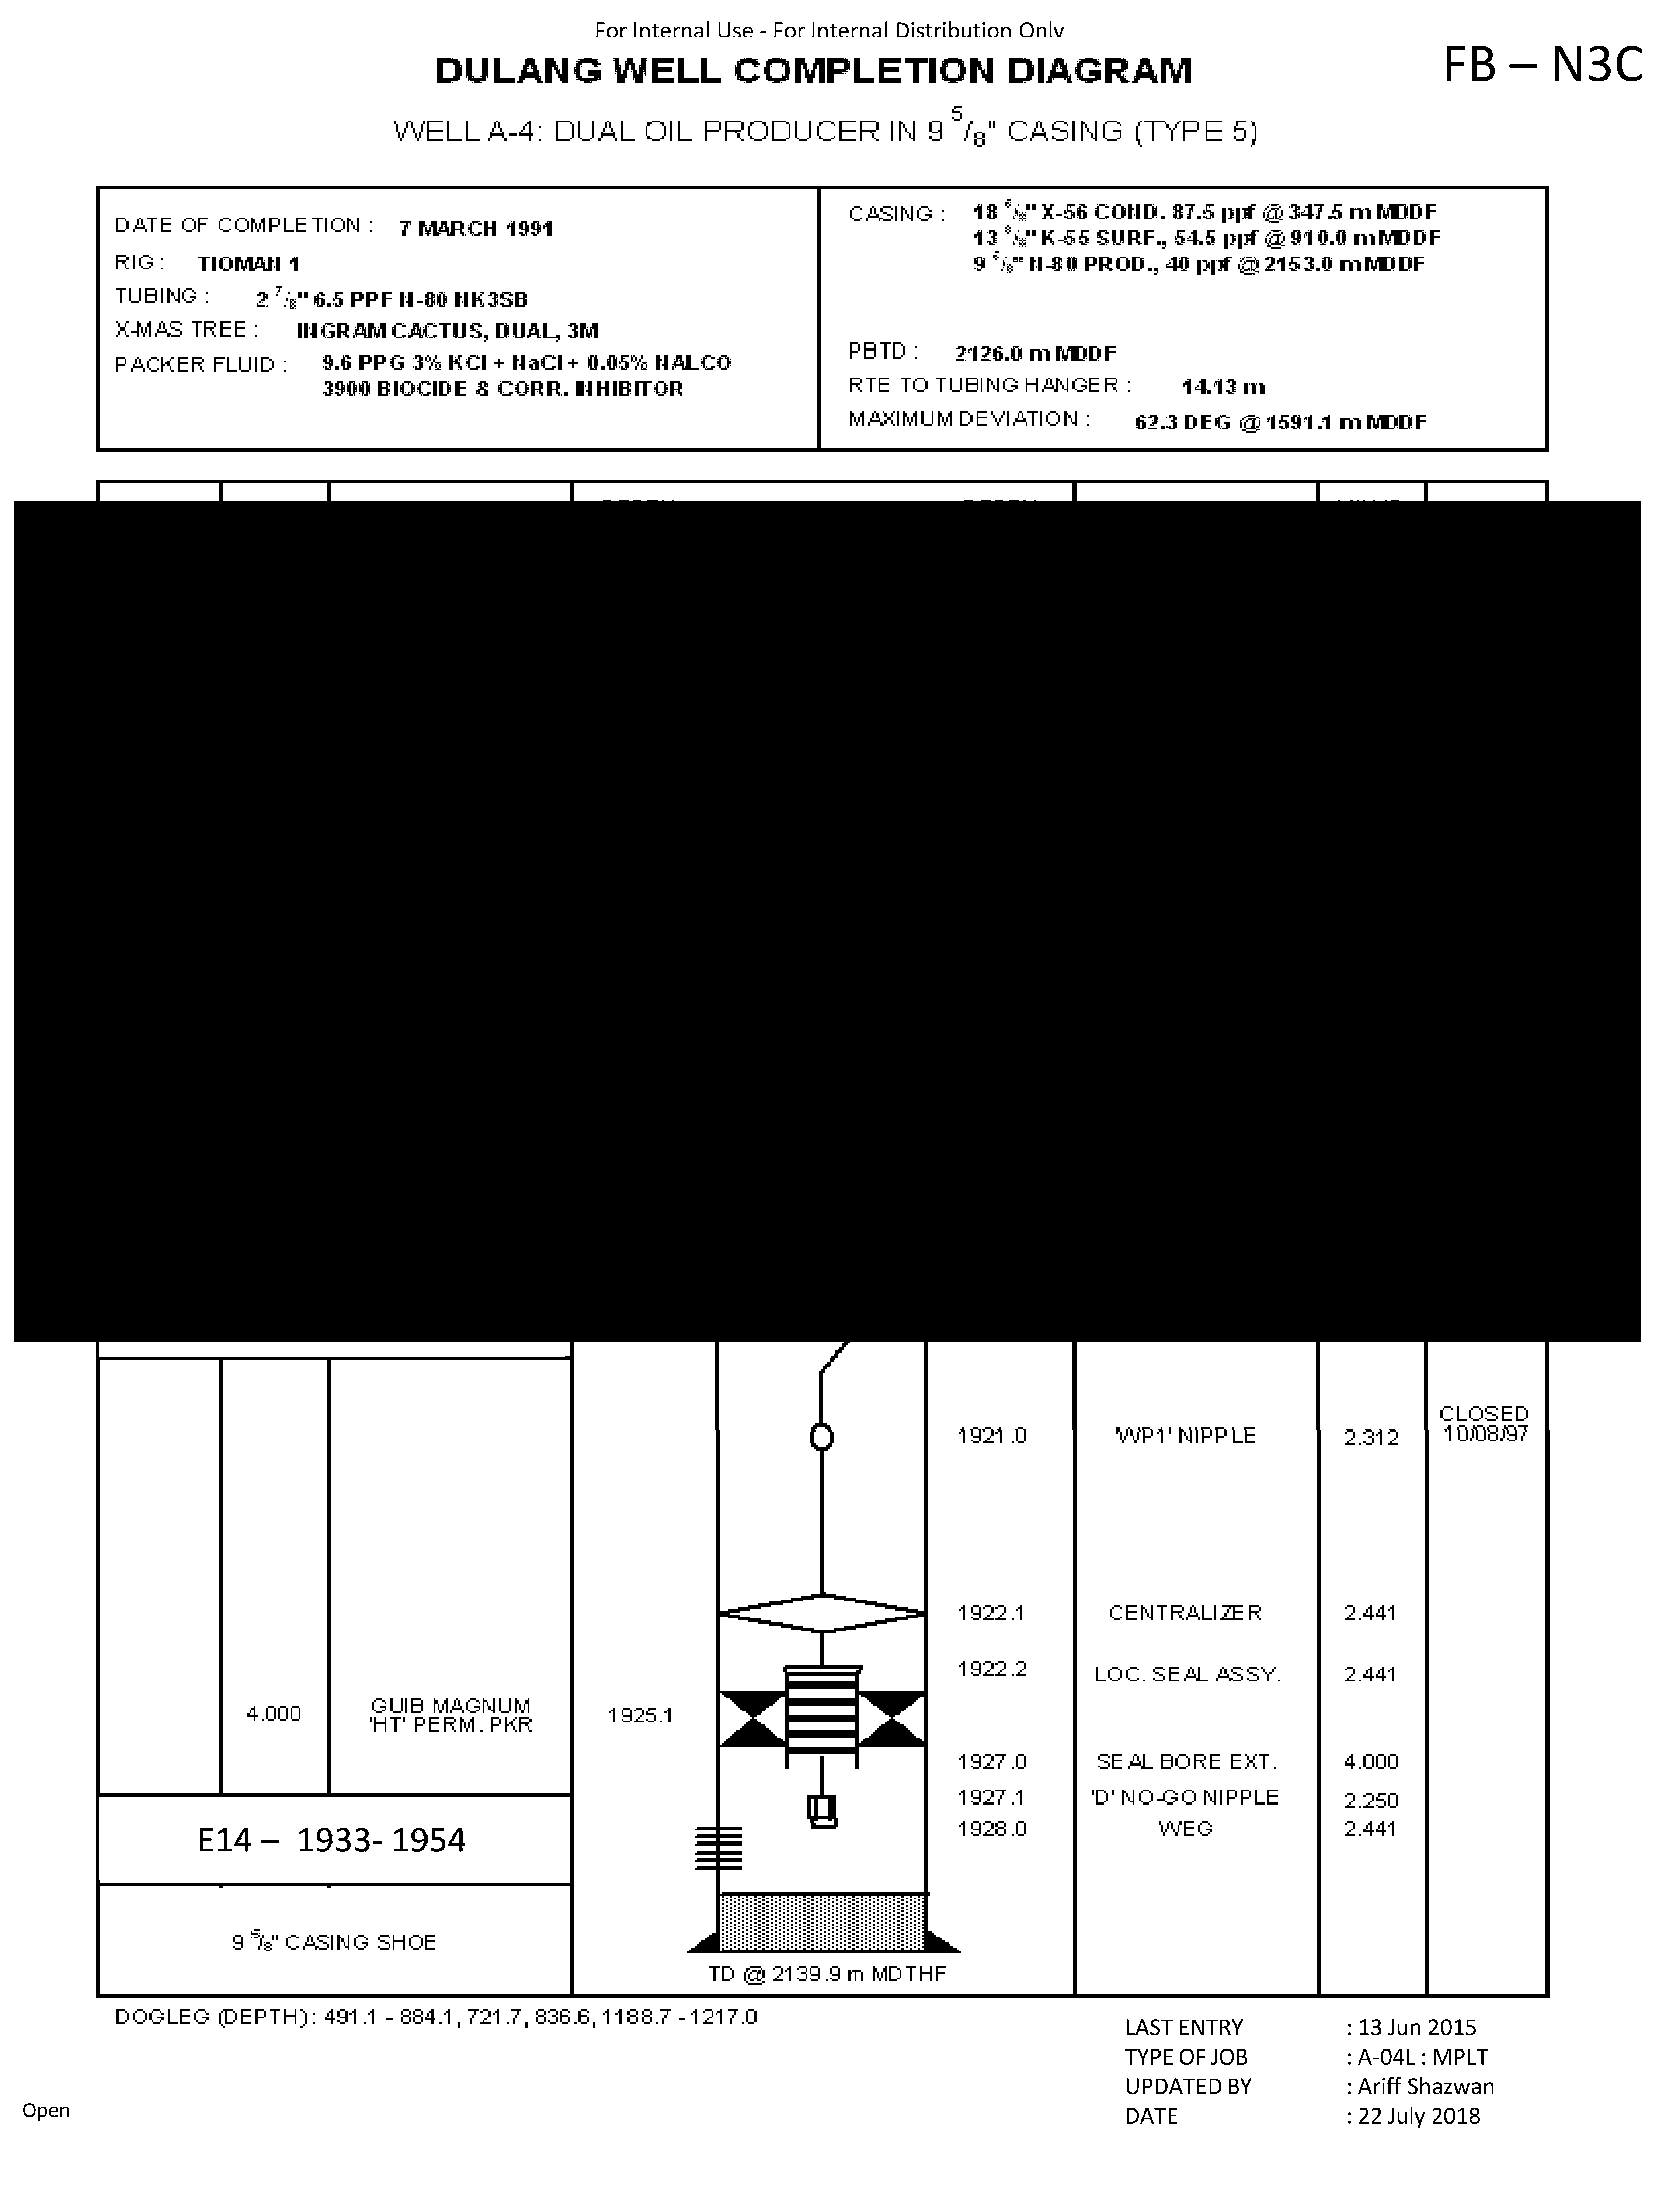 For Internal Use - For Internal Distribution Only
DULANG WELL COMPLETION DIAGRAM
FB – N3C
WELL A-4: DUAL OIL PRODUCER IN 9 5/8" CASING (TYPE 5)
DATE OF COMPLETION : 7 MARCH 1991
RIG : TIOMAN 1
TUBING : 2 7/8" 6.5 PPF N-80 NK3SB
X-MAS TREE : INGRAM CACTUS, DUAL, 3M
PACKER FLUID : 9.6 PPG 3% KCl + NaCl + 0.05% NALCO
3900 BIOCIDE & CORR. INHIBITOR
CASING : 18 5/8" X-56 COND. 87.5 ppf @ 347.5 m MDDF
13 3/8" K-55 SURF., 54.5 ppf @ 910.0 m MDDF
9 5/8" N-80 PROD., 40 ppf @ 2153.0 m MDDF
PBTD : 2126.0 m MDDF
RTE TO TUBING HANGER : 14.13 m
MAXIMUM DEVIATION : 62.3 DEG @ 1591.1 m MDDF
1921.0 'WP1' NIPPLE 2.312 CLOSED
10/08/97
1922.1 CENTRALIZER 2.441
1922.2 LOC. SEAL ASSY. 2.441
4.000 GUIB MAGNUM
'HT' PERM. PKR 1925.1
1927.0 SEAL BORE EXT. 4.000
1927.1 'D' NO-GO NIPPLE 2.250
1928.0 WEG 2.441
E14 – 1933- 1954
9 5/8" CASING SHOE
TD @ 2139.9 m MDTHF
DOGLEG (DEPTH) : 491.1 - 884.1, 721.7, 836.6, 1188.7 - 1217.0
LAST ENTRY : 13 Jun 2015
TYPE OF JOB : A-04L : MPLT
UPDATED BY : Ariff Shazwan
DATE : 22 July 2018
Open